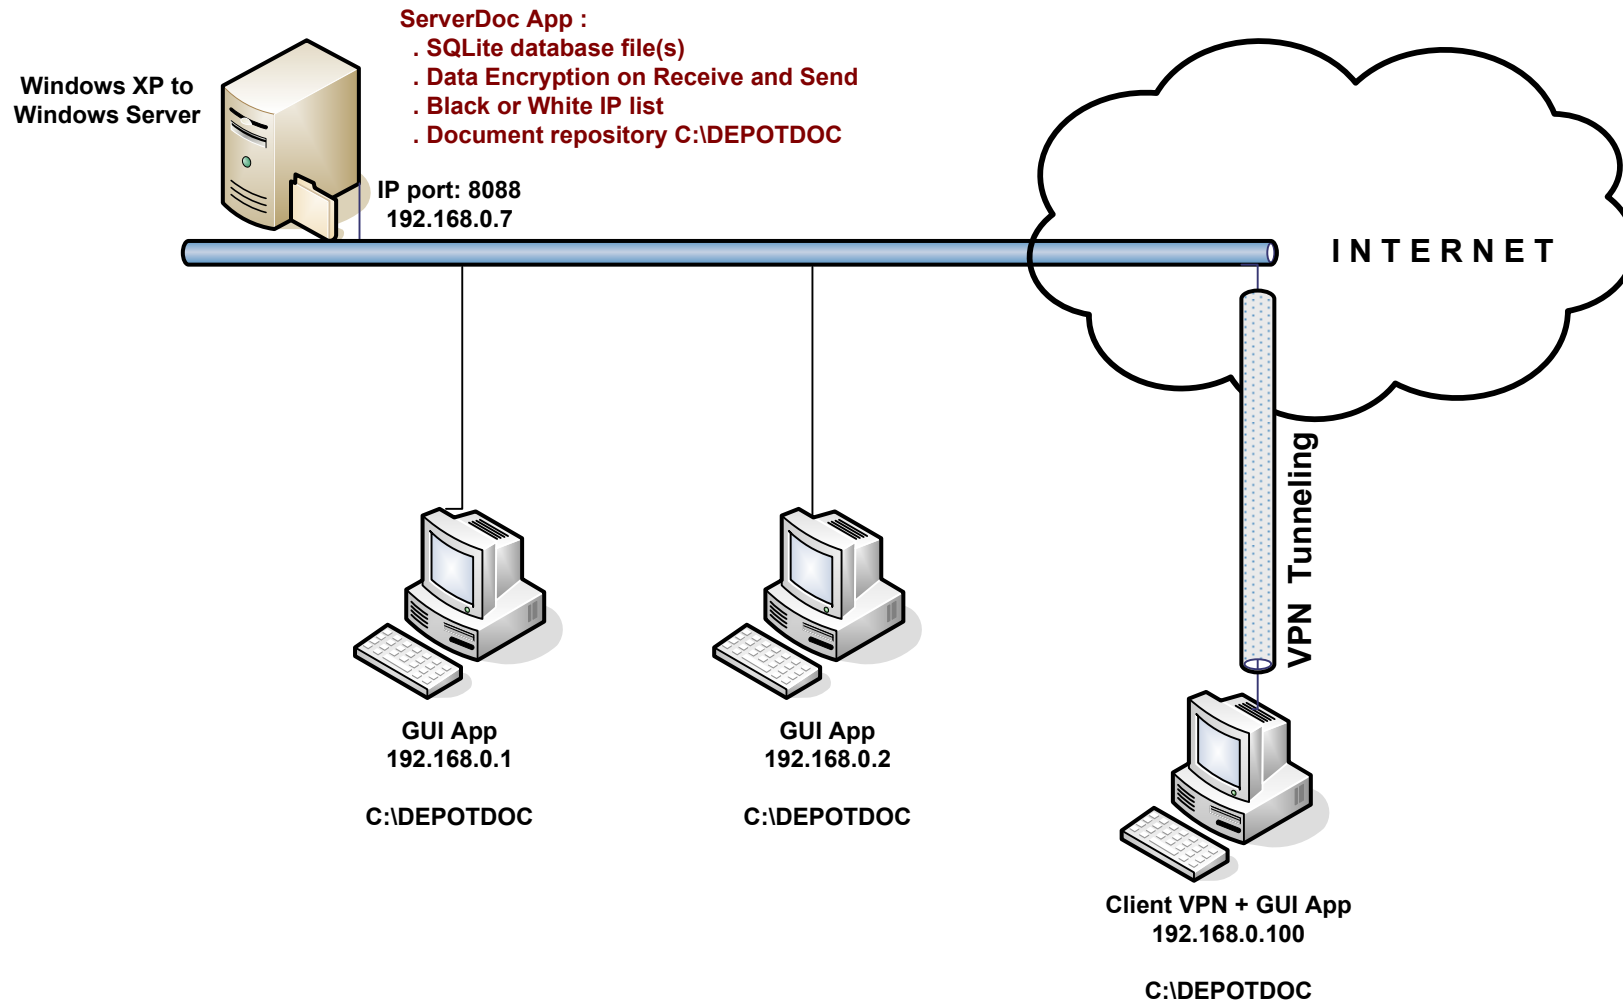 ServerDoc App :
. SQLite database file(s)
. Data Encryption on Receive and Send
. Black or White IP list
. Document repository C:\DEPOTDOC
Windows XP to
Windows Server
IP port: 8088
192.168.0.7
I N T E R N E T
VPN Tunneling
GUI App
192.168.0.1
C:\DEPOTDOC
GUI App
192.168.0.2
C:\DEPOTDOC
Client VPN + GUI App
192.168.0.100
C:\DEPOTDOC